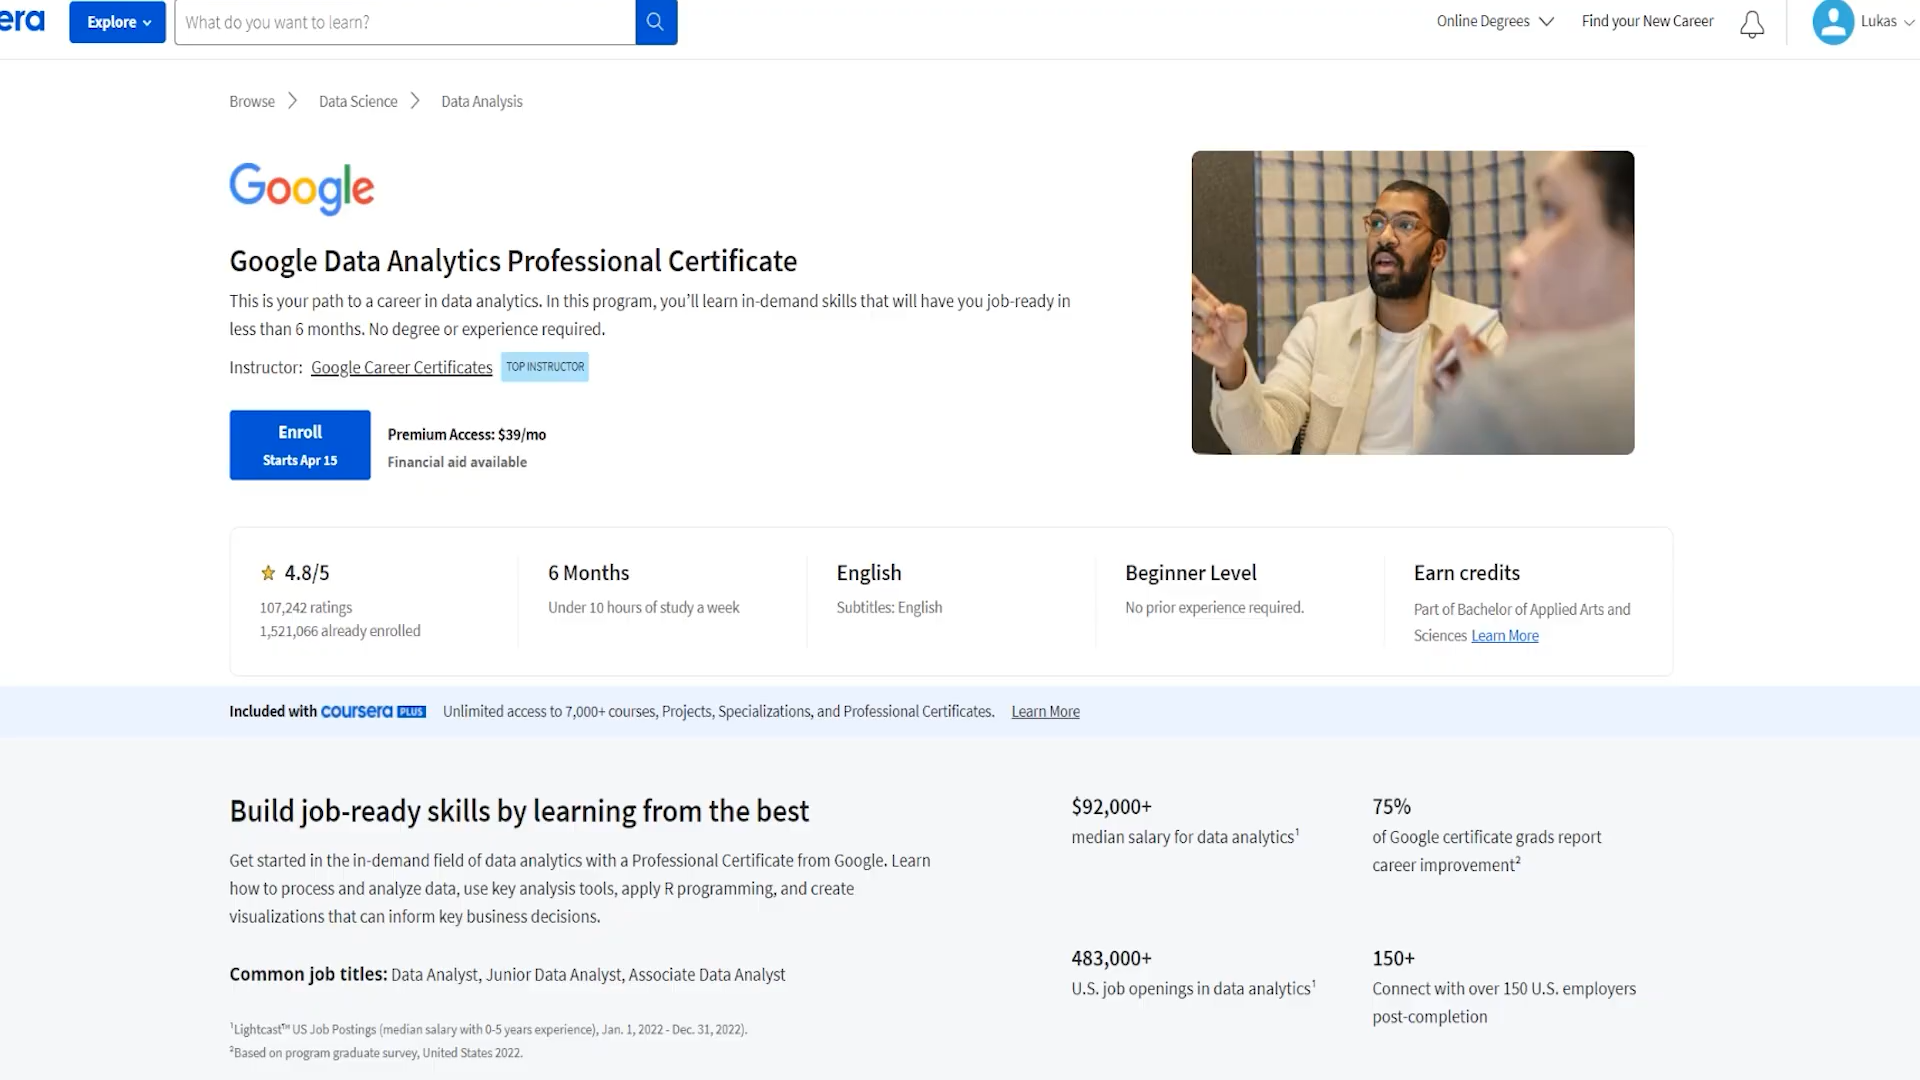 era
Explore
What do you want to learn?
Online Degrees
Find your New Career
Lukas
Browse
Data Science
Data Analysis
Google
Google Data Analytics Professional Certificate
This is your path to a career in data analytics. In this program, you’ll learn in-demand skills that will have you job-ready in
less than 6 months. No degree or experience required.
Instructor: Google Career Certificates TOP INSTRUCTOR
Enroll
Starts Apr 15
Premium Access: $39/mo
Financial aid available
4.8/5
107,242 ratings
1,521,066 already enrolled
6 Months
Under 10 hours of study a week
English
Subtitles: English
Beginner Level
No prior experience required.
Earn credits
Part of Bachelor of Applied Arts and
Sciences Learn More
Included with coursera PLUS Unlimited access to 7,000+ courses, Projects, Specializations, and Professional Certificates. Learn More
Build job-ready skills by learning from the best
Get started in the in-demand field of data analytics with a Professional Certificate from Google. Learn
how to process and analyze data, use key analysis tools, apply R programming, and create
visualizations that can inform key business decisions.
Common job titles: Data Analyst, Junior Data Analyst, Associate Data Analyst
¹Lightcast™ US Job Postings (median salary with 0-5 years experience), Jan. 1, 2022 - Dec. 31, 2022).
²Based on program graduate survey, United States 2022.
$92,000+
median salary for data analytics¹
75%
of Google certificate grads report
career improvement²
483,000+
U.S. job openings in data analytics¹
150+
Connect with over 150 U.S. employers
post-completion